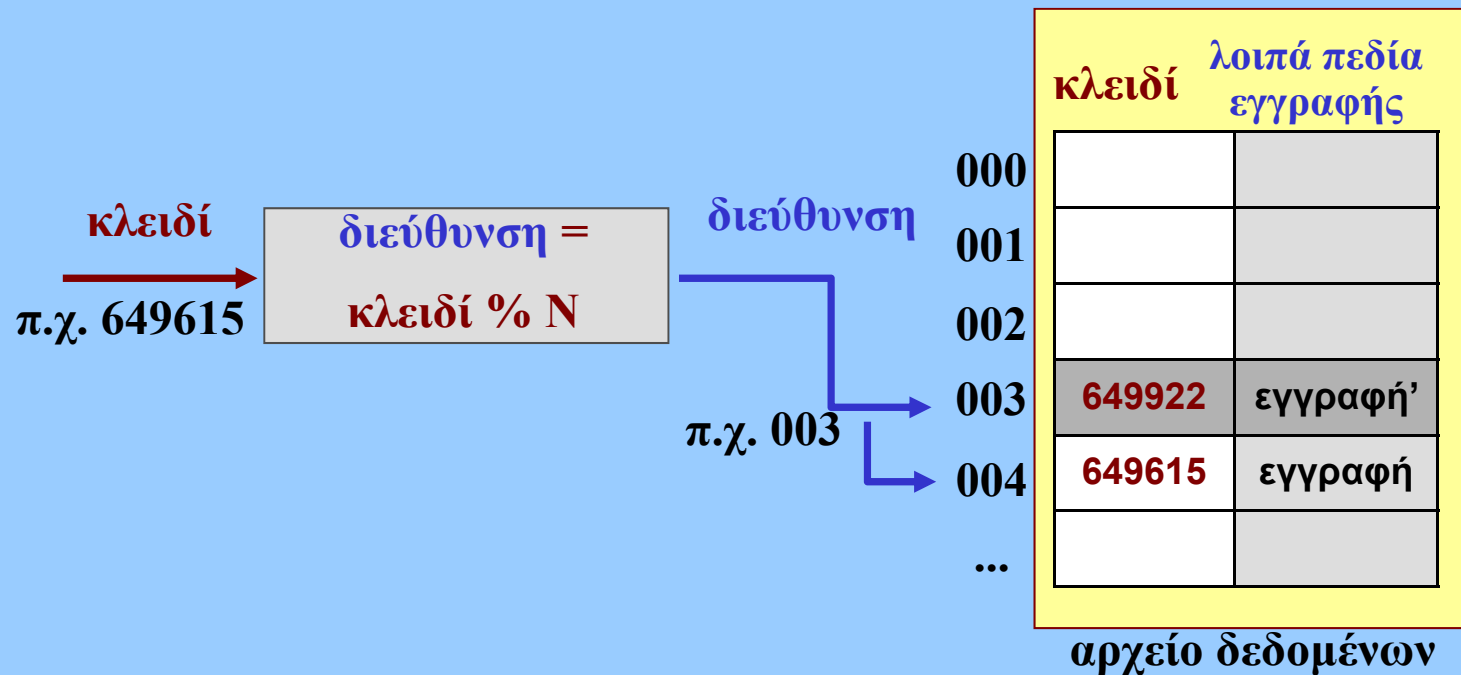 λοιπά πεδία
κλειδί εγγραφής
000
κλειδί διεύθυνση = διεύθυνση
001
π.χ. 649615 κλειδί % N
002
003 649922 εγγραφή’
π.χ. 003
004 649615 εγγραφή
...
αρχείο δεδομένων